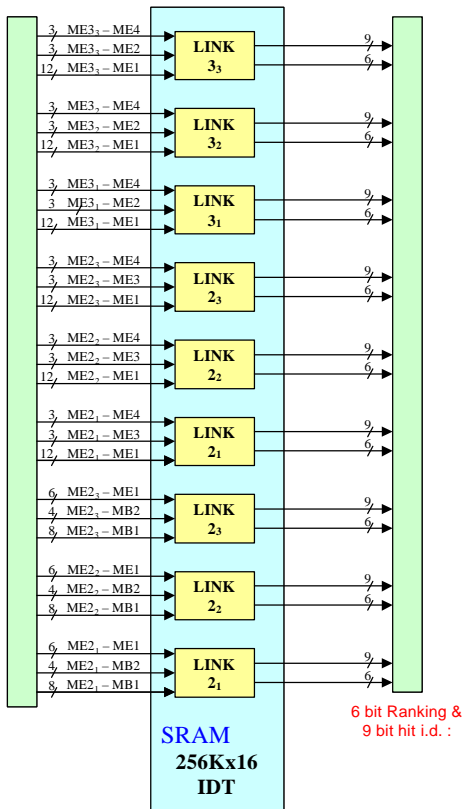 3 ME3₃ – ME4
3 ME3₃ – ME2
12 ME3₃ – ME1
LINK
3₃
9
6
3 ME3₂ – ME4
3 ME3₂ – ME2
12 ME3₂ – ME1
LINK
3₂
9
6
3 ME3₁ – ME4
3 ME3₁ – ME2
12 ME3₁ – ME1
LINK
3₁
9
6
3 ME2₃ – ME4
3 ME2₃ – ME3
12 ME2₃ – ME1
LINK
2₃
9
6
3 ME2₂ – ME4
3 ME2₂ – ME3
12 ME2₂ – ME1
LINK
2₂
9
6
3 ME2₁ – ME4
3 ME2₁ – ME3
12 ME2₁ – ME1
LINK
2₁
9
6
6 ME2₃ – ME1
4 ME2₃ – MB2
8 ME2₃ – MB1
LINK
2₃
9
6
6 ME2₂ – ME1
4 ME2₂ – MB2
8 ME2₂ – MB1
LINK
2₂
9
6
6 ME2₁ – ME1
4 ME2₁ – MB2
8 ME2₁ – MB1
LINK
2₁
9
6
SRAM
256Kx16
IDT
6 bit Ranking &
9 bit hit i.d. :